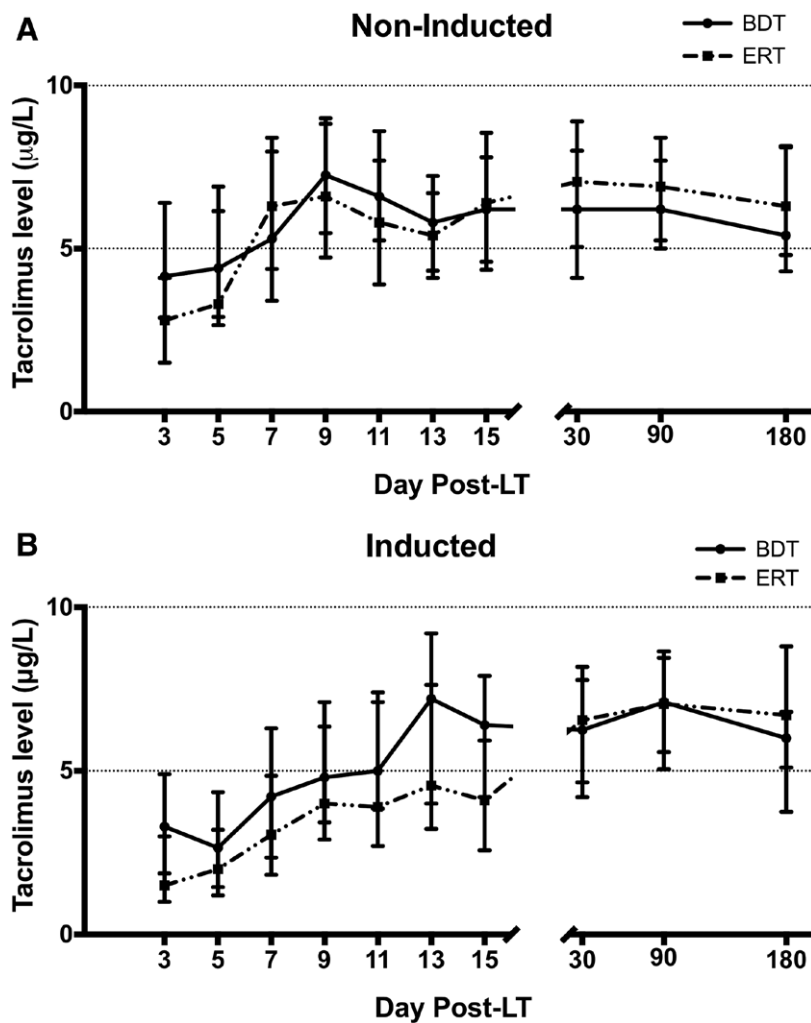 A
Non-Inducted
BDT
ERT
Tacrolimus level (μg/L)
10
5
0
3 5 7 9 11 13 15 30 90 180
Day Post-LT
B
Inducted
BDT
ERT
Tacrolimus level (μg/L)
10
5
0
3 5 7 9 11 13 15 30 90 180
Day Post-LT